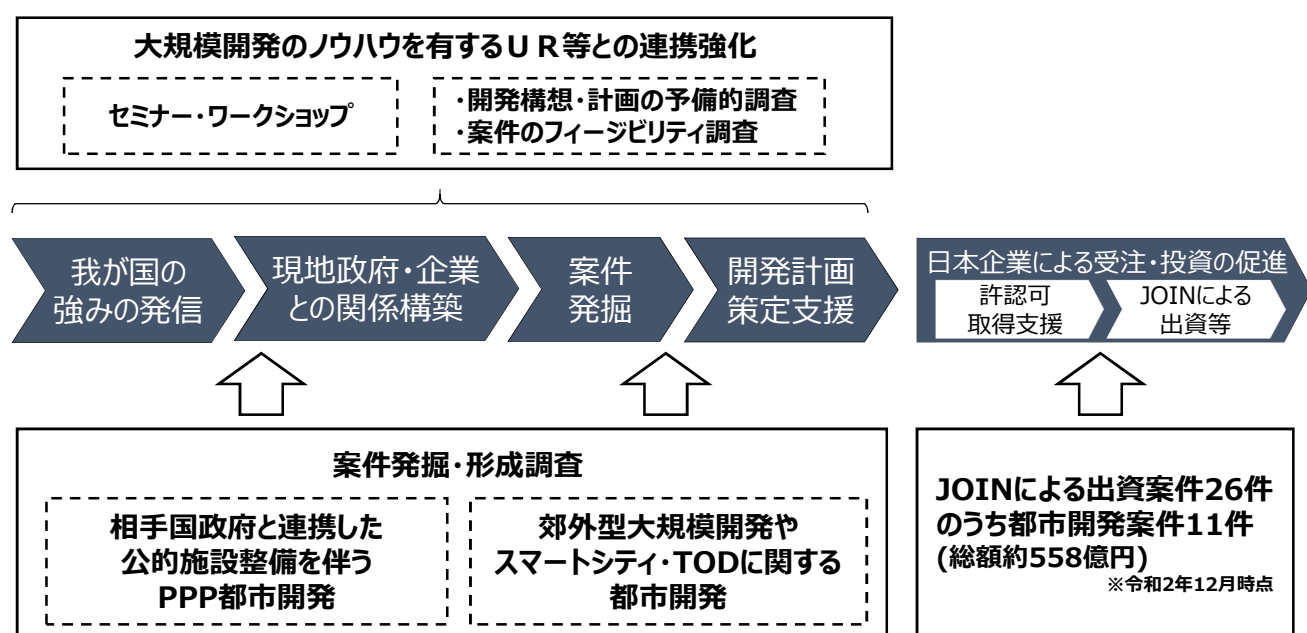 大規模開発のノウハウを有するＵＲ等との連携強化
セミナー・ワークショップ
・開発構想・計画の予備的調査
・案件のフィージビリティ調査
我が国の
強みの発信
現地政府・企業
との関係構築
案件
発掘
開発計画
策定支援
日本企業による受注・投資の促進
許認可
取得支援
JOINによる
出資等
案件発掘・形成調査
相手国政府と連携した
公的施設整備を伴う
PPP都市開発
郊外型大規模開発や
スマートシティ・TODに関する
都市開発
JOINによる出資案件26件
のうち都市開発案件11件
(総額約558億円)
※令和2年12月時点